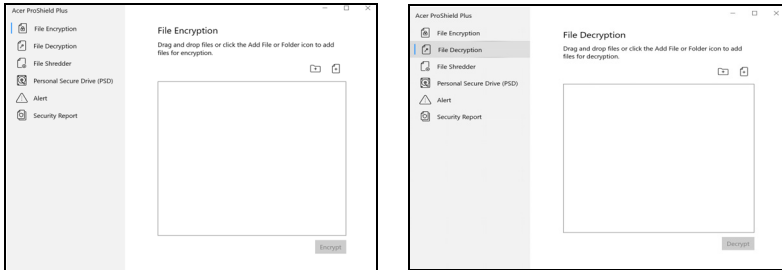 Acer ProShield Plus
File Encryption
File Decryption
File Shredder
Personal Secure Drive (PSD)
Alert
Security Report
File Encryption
Drag and drop files or click the Add File or Folder icon to add
files for encryption.
Encrypt
Acer ProShield Plus
File Encryption
File Decryption
File Shredder
Personal Secure Drive (PSD)
Alert
Security Report
File Decryption
Drag and drop files or click the Add File or Folder icon to add
files for decryption.
Decrypt